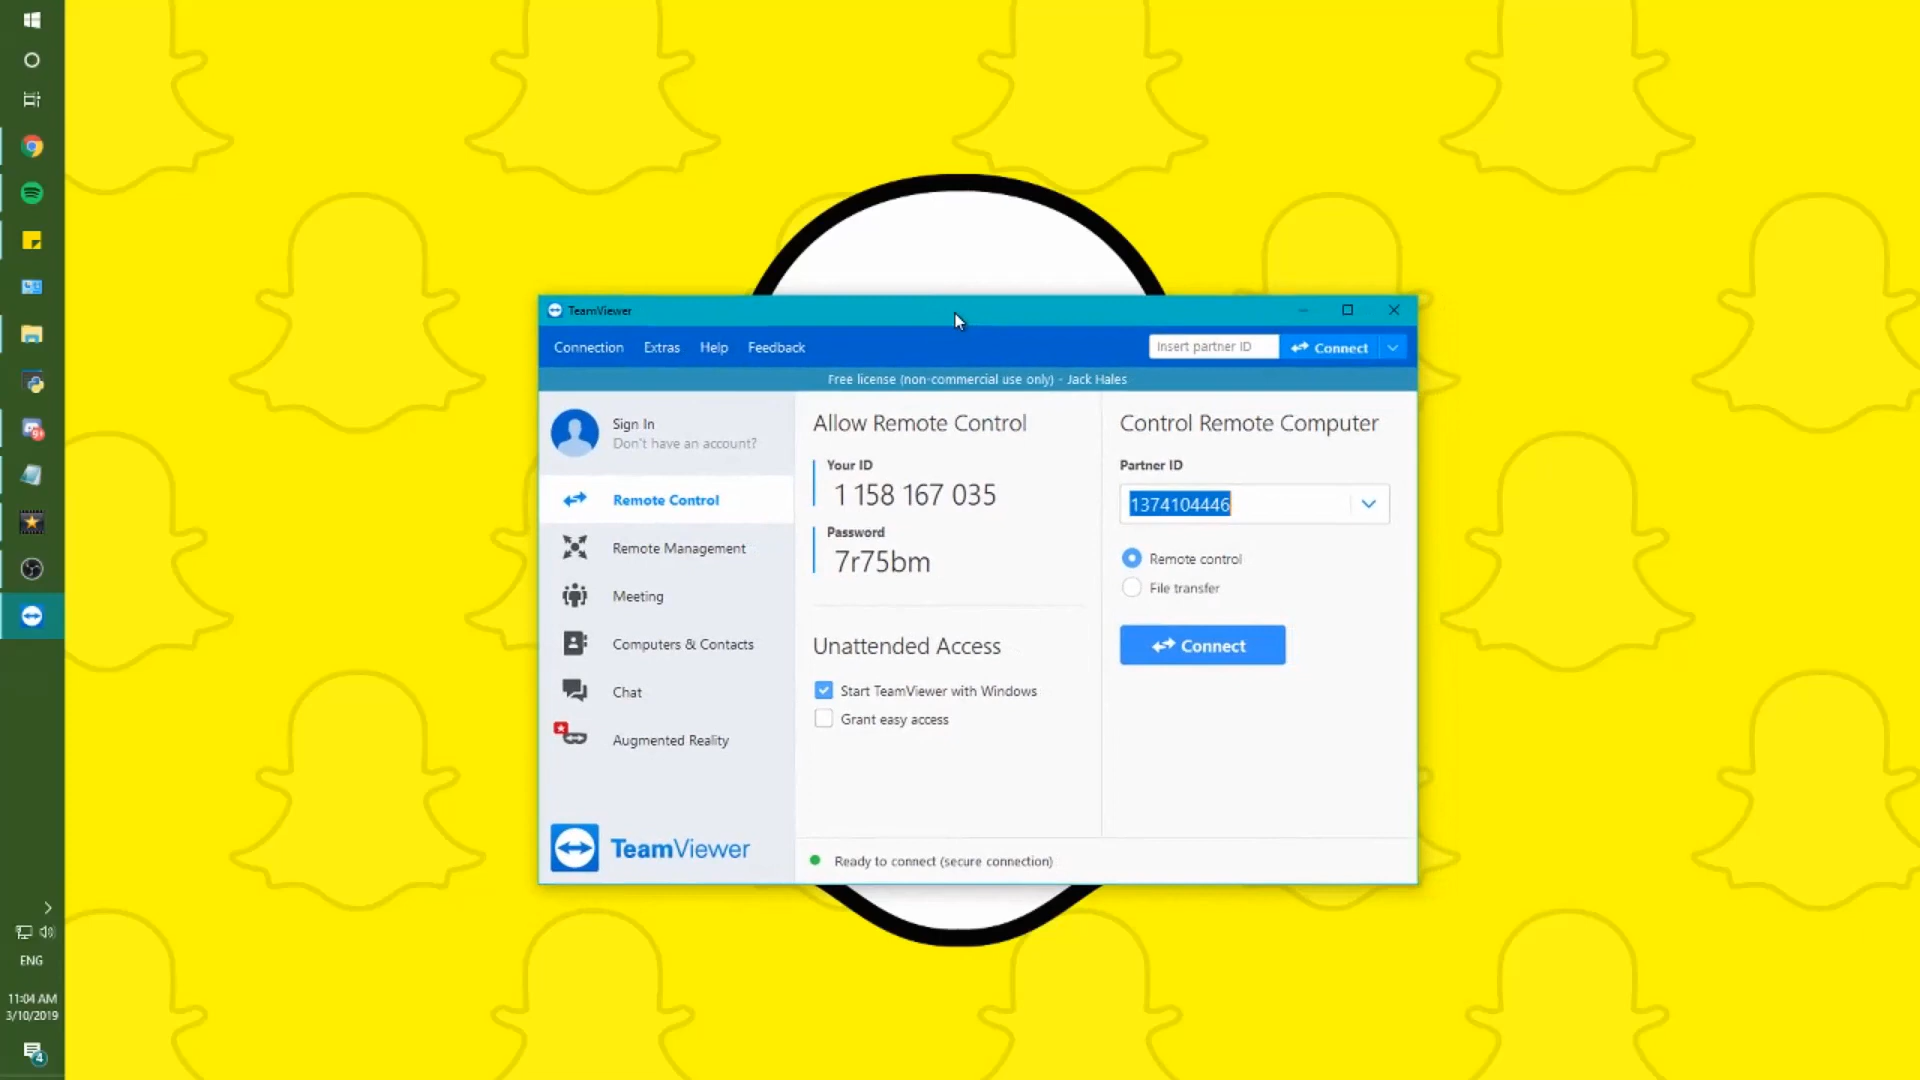 TeamViewer
Connection Extras Help Feedback
Insert partner ID
Connect
Free license (non-commercial use only) - Jack Hales
Sign In
Don't have an account?
Remote Control
Remote Management
Meeting
Computers & Contacts
Chat
Augmented Reality
TeamViewer
Allow Remote Control
Your ID
1 158 167 035
Password
7r75bm
Unattended Access
Start TeamViewer with Windows
Grant easy access
Ready to connect (secure connection)
Control Remote Computer
Partner ID
1374104446
Remote control
File transfer
Connect
ENG
11:04 AM
3/10/2019
4